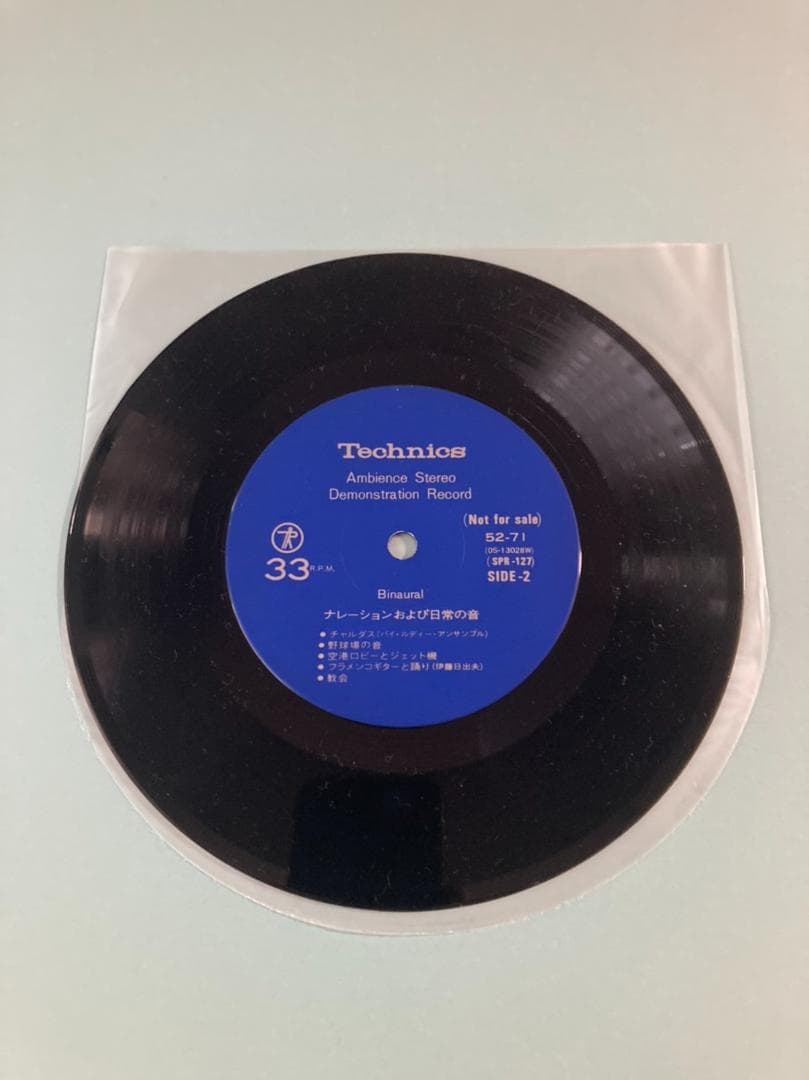 Technics
Ambience Stereo
Demonstration Record
(Not for sale)
52-71
(OS-13028W)
(SPR-127)
SIDE-2
33 R.P.M.
Binaural
ナレーションおよび日常の音
● チャルダス(バイ・ルディー・アンサンブル)
● 野球場の音
● 空港ロビーとジェット機
● フラメンコギターと踊り(伊藤日出夫)
● 教会